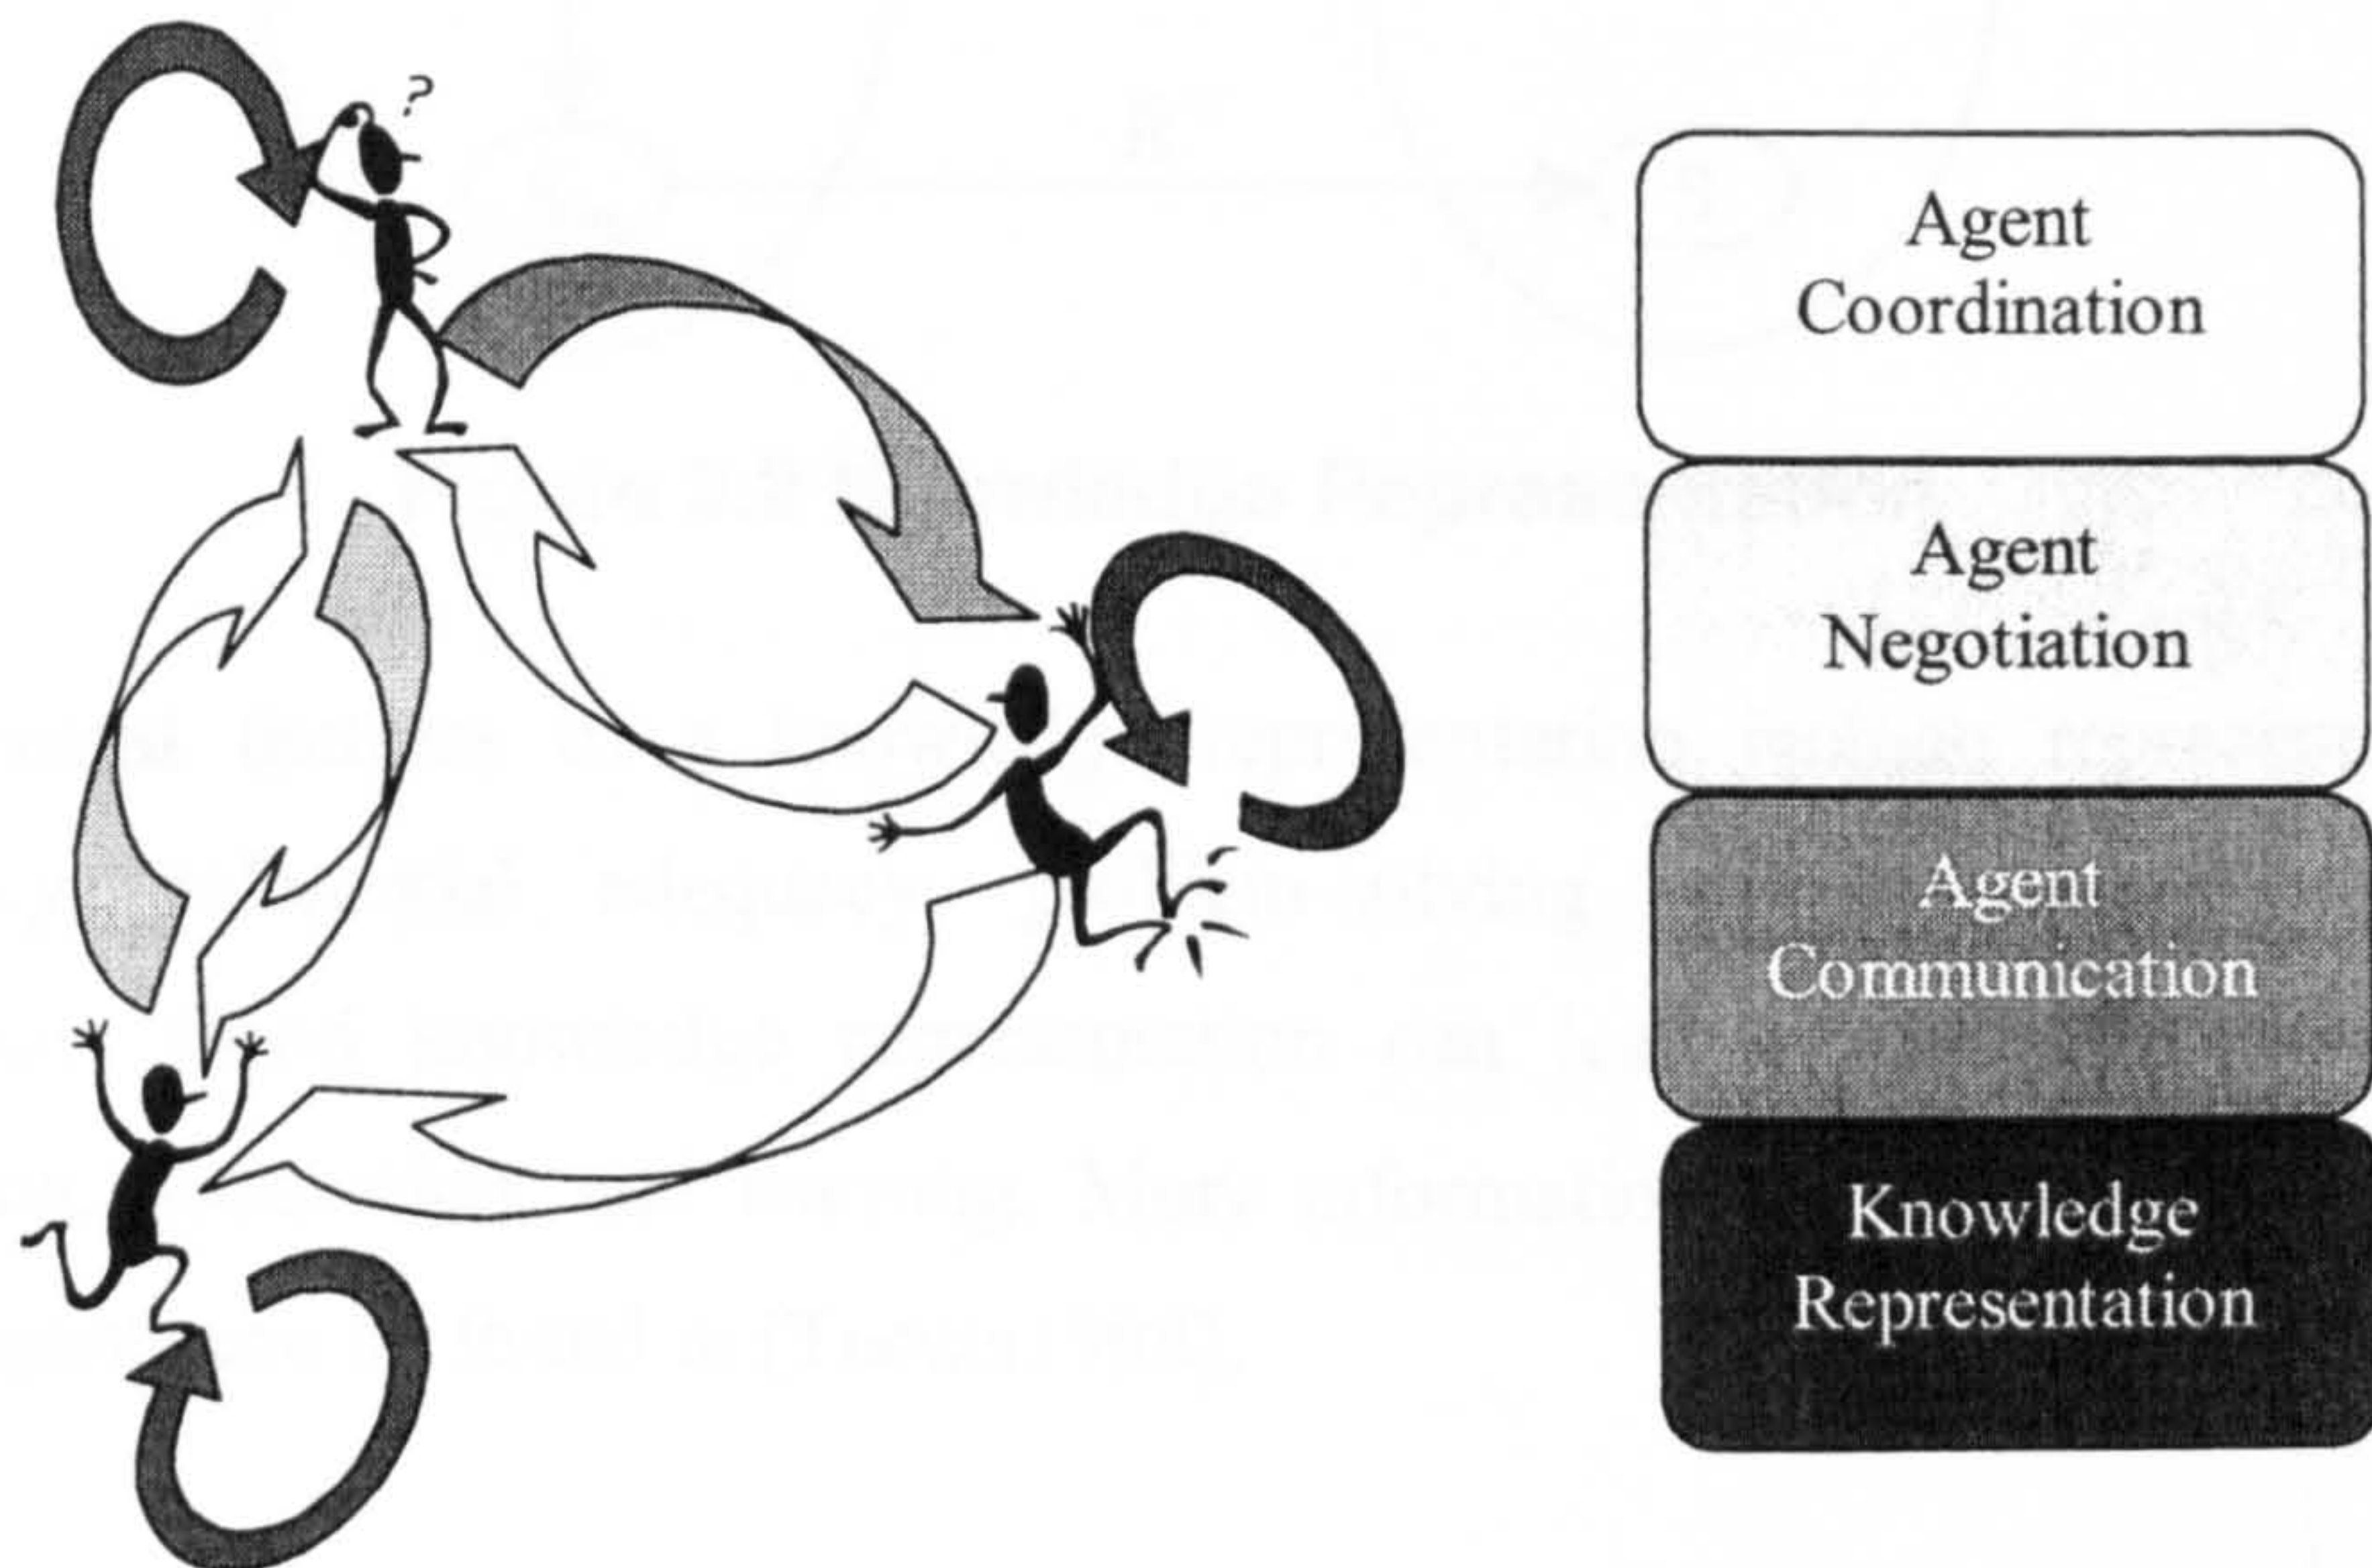 ?
Agent
Coordination
Agent
Negotiation
Agent
Communication
Knowledge
Representation